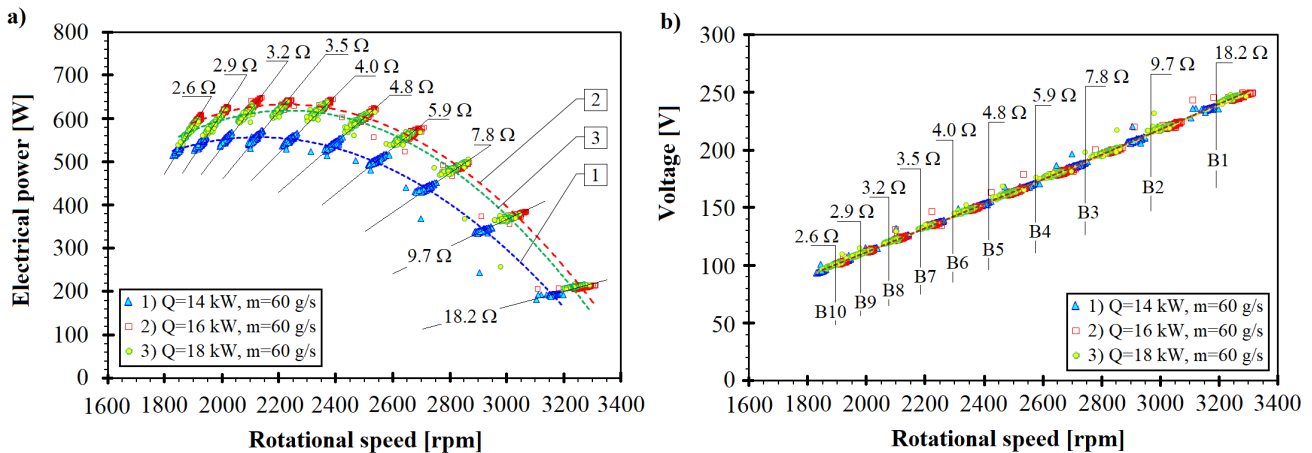 a)
800
700
600
500
400
300
200
100
0
Electrical power [W]
2.6 Ω
2.9 Ω
3.2 Ω
3.5 Ω
4.0 Ω
4.8 Ω
5.9 Ω
7.8 Ω
9.7 Ω
18.2 Ω
2
3
1
1) Q=14 kW, m=60 g/s
2) Q=16 kW, m=60 g/s
3) Q=18 kW, m=60 g/s
1600 1800 2000 2200 2400 2600 2800 3000 3200 3400
Rotational speed [rpm]
b)
300
250
200
150
100
50
0
Voltage [V]
2.6 Ω
2.9 Ω
3.2 Ω
3.5 Ω
4.0 Ω
4.8 Ω
5.9 Ω
7.8 Ω
9.7 Ω
18.2 Ω
B10
B9
B8
B7
B6
B5
B4
B3
B2
B1
1) Q=14 kW, m=60 g/s
2) Q=16 kW, m=60 g/s
3) Q=18 kW, m=60 g/s
1600 1800 2000 2200 2400 2600 2800 3000 3200 3400
Rotational speed [rpm]